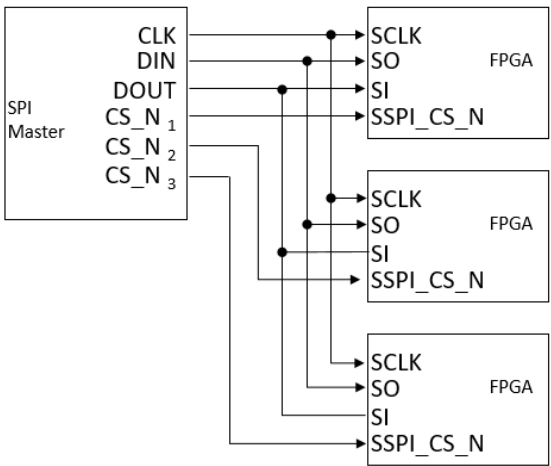 SPI
Master
CLK
DIN
DOUT
CS_N 1
CS_N 2
CS_N 3
SCLK
SO
SI
SSPI_CS_N
FPGA
SCLK
SO
SI
SSPI_CS_N
FPGA
SCLK
SO
SI
SSPI_CS_N
FPGA